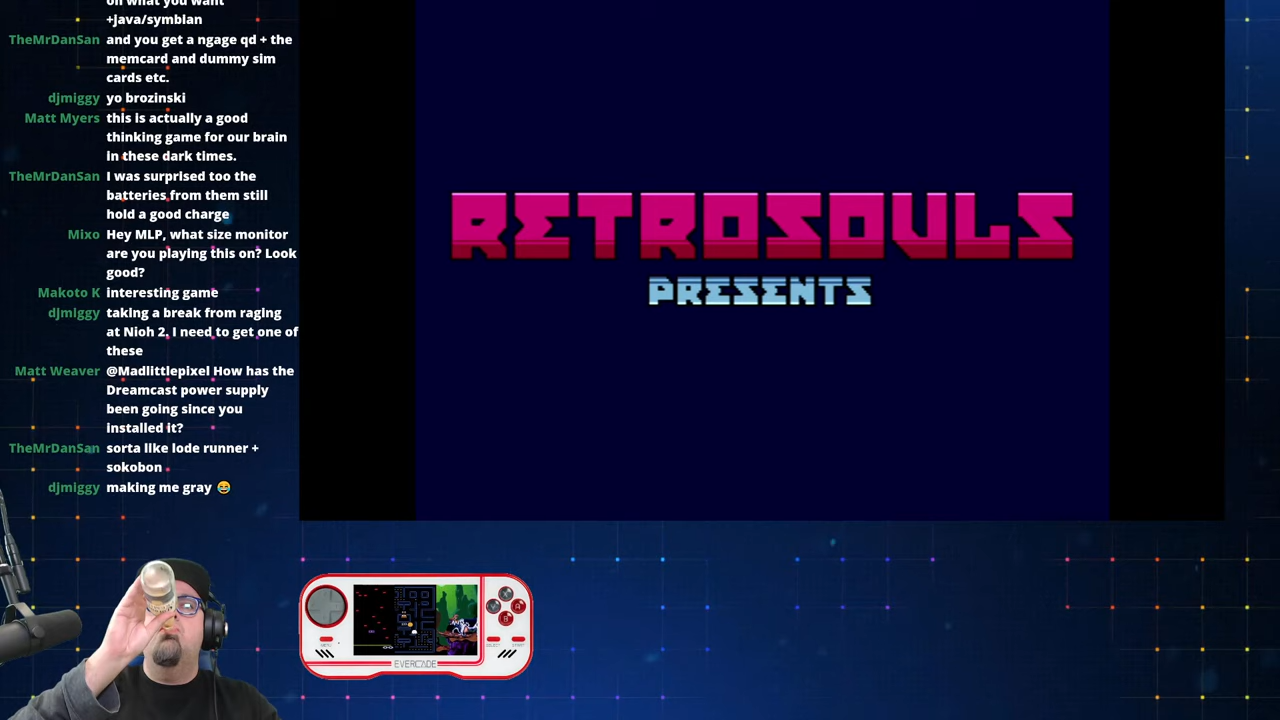 on what you want
+java/symblan
TheMrDanSan and you get a ngage qd + the
memcard and dummy sim
cards etc.
djmiggy yo brozinski
Matt Myers this is actually a good
thinking game for our brain
in these dark times.
TheMrDanSan I was surprised too the
batteries from them still
hold a good charge
Mixo Hey MLP, what size monitor
are you playing this on? Look
good?
Makoto K interesting game
djmiggy taking a break from raging
at Nioh 2. I need to get one of
these
Matt Weaver @Madlittlepixel How has the
Dreamcast power supply
been going since you
installed it?
TheMrDanSan sorta like lode runner +
sokobon
djmiggy making me gray 😂
RETROSOULS
PRESENTS
EVERCADE